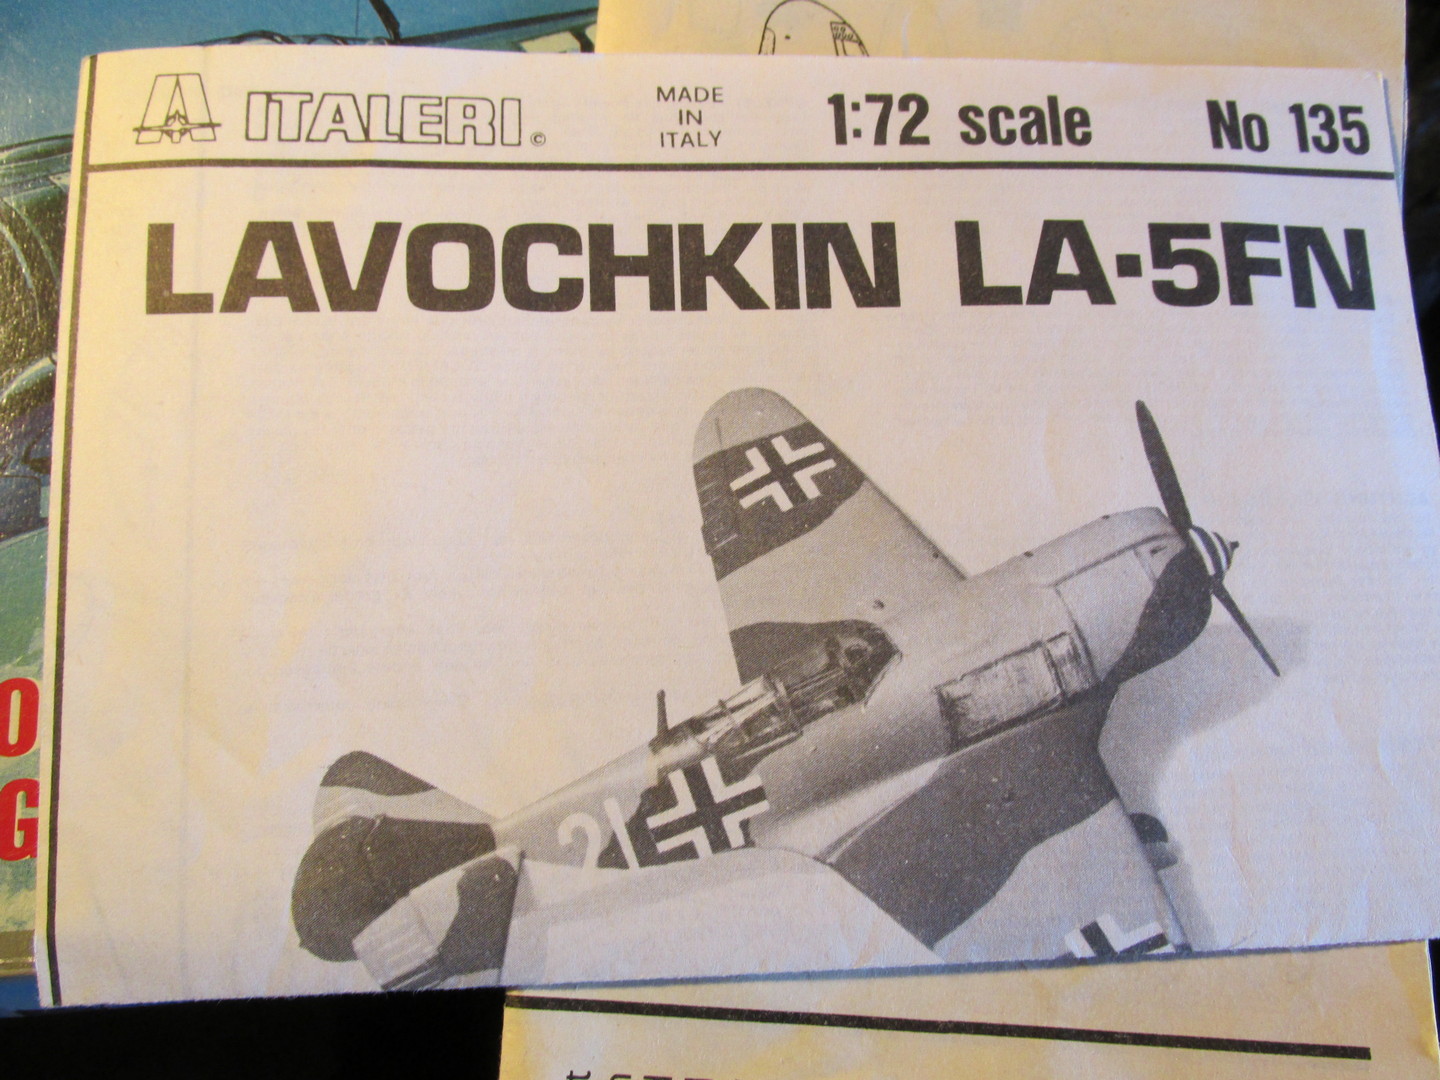 ITALERI ©
MADE
IN
ITALY
1:72 scale
No 135
LAVOCHKIN LA-5FN
21
O
G